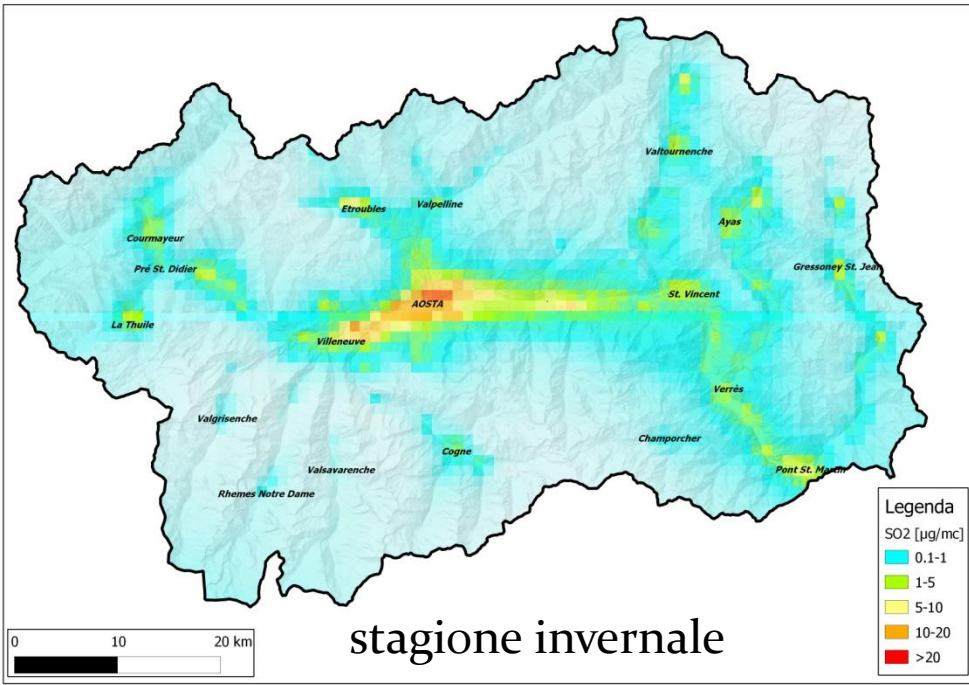 Valtournenche
Etroubles
Valpelline
Ayas
Courmayeur
Pré St. Didier
Gressoney St. Jean
AOSTA
St. Vincent
La Thuile
Villeneuve
Verrès
Valgrisenche
Champorcher
Cogne
Valsavarenche
Pont St. Martin
Rhemes Notre Dame
Legenda
SO2 [µg/mc]
0.1-1
1-5
5-10
10-20
>20
0 10 20 km
stagione invernale